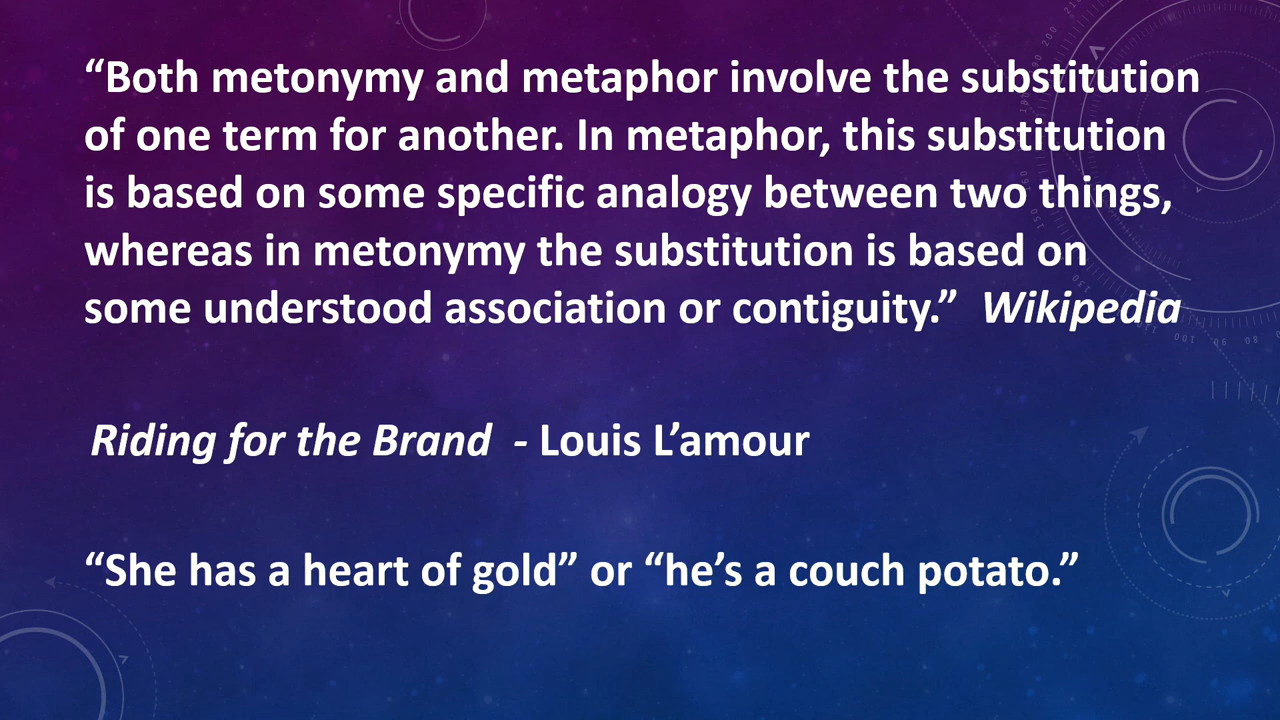 “Both metonymy and metaphor involve the substitution
of one term for another. In metaphor, this substitution
is based on some specific analogy between two things,
whereas in metonymy the substitution is based on
some understood association or contiguity.” Wikipedia
Riding for the Brand - Louis L’amour
“She has a heart of gold” or “he’s a couch potato.”